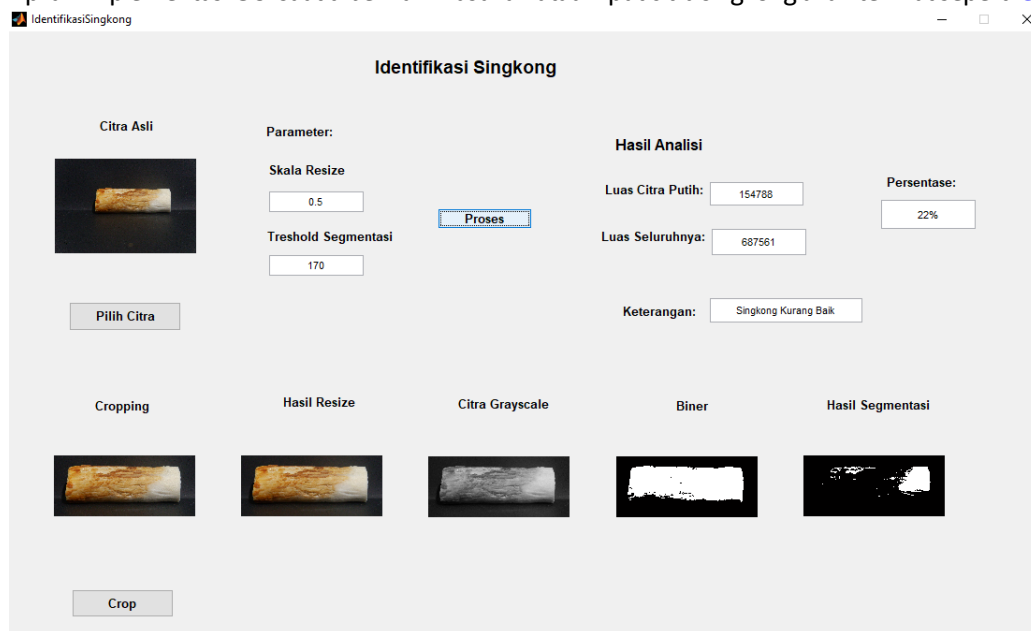 IdentifikasiSingkong
Identifikasi Singkong
Citra Asli
Parameter:
Hasil Analisi
Skala Resize
0.5
Luas Citra Putih:
154788
Persentase:
22%
Proses
Treshold Segmentasi
170
Luas Seluruhnya:
687561
Pilih Citra
Keterangan:
Singkong Kurang Baik
Cropping
Hasil Resize
Citra Grayscale
Biner
Hasil Segmentasi
Crop